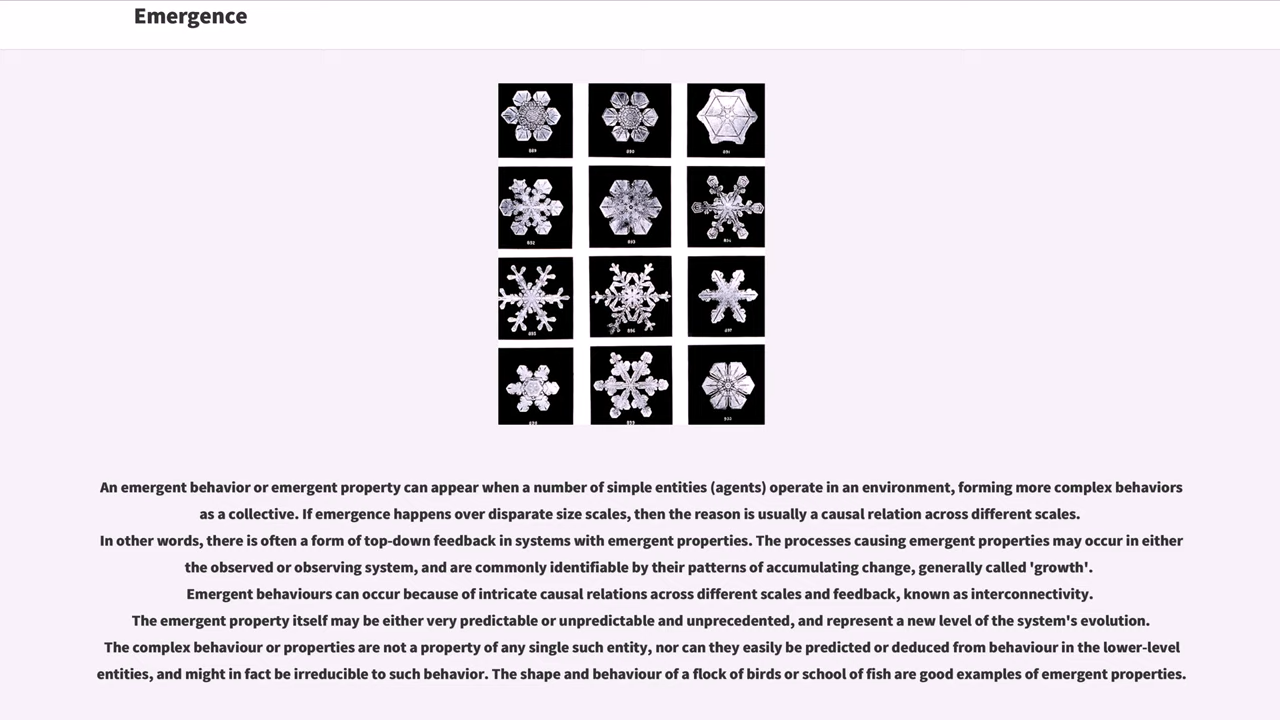 Emergence
An emergent behavior or emergent property can appear when a number of simple entities (agents) operate in an environment, forming more complex behaviors
as a collective. If emergence happens over disparate size scales, then the reason is usually a causal relation across different scales.
In other words, there is often a form of top-down feedback in systems with emergent properties. The processes causing emergent properties may occur in either
the observed or observing system, and are commonly identifiable by their patterns of accumulating change, generally called 'growth'.
Emergent behaviours can occur because of intricate causal relations across different scales and feedback, known as interconnectivity.
The emergent property itself may be either very predictable or unpredictable and unprecedented, and represent a new level of the system's evolution.
The complex behaviour or properties are not a property of any single such entity, nor can they easily be predicted or deduced from behaviour in the lower-level
entities, and might in fact be irreducible to such behavior. The shape and behaviour of a flock of birds or school of fish are good examples of emergent properties.